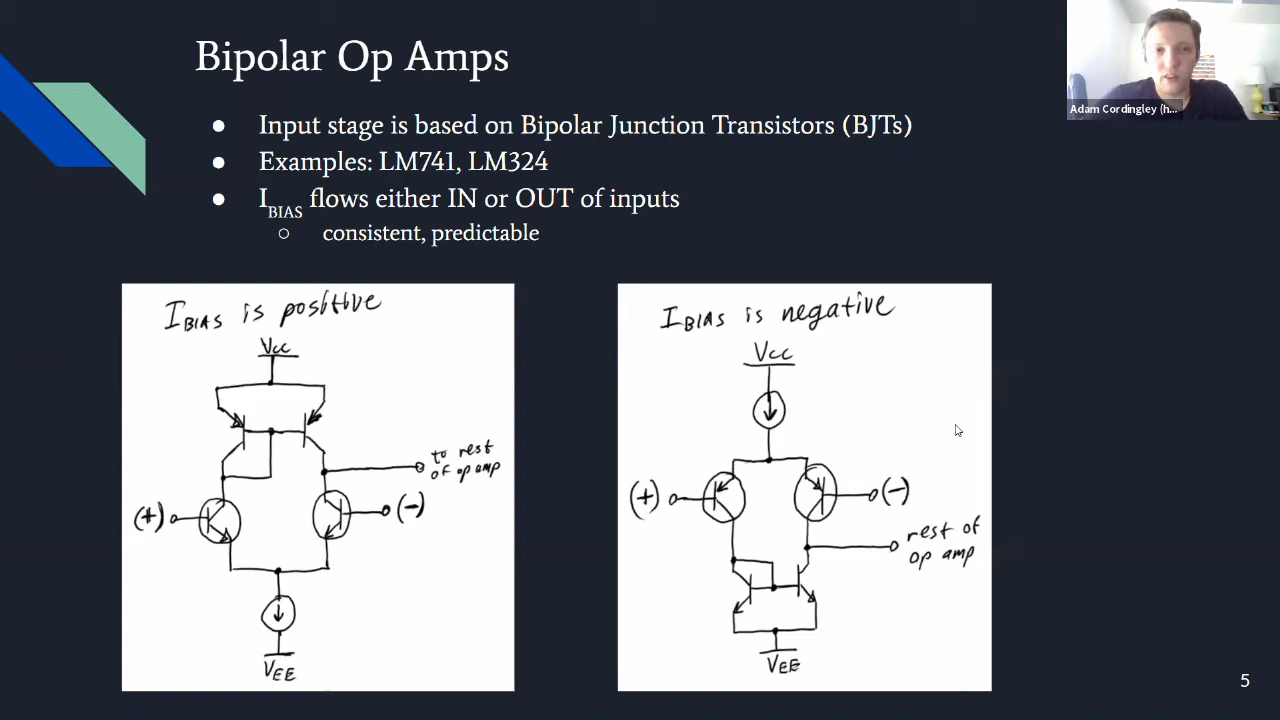 Bipolar Op Amps
Adam Cordingley (h...
● Input stage is based on Bipolar Junction Transistors (BJTs)
● Examples: LM741, LM324
● IBIAS flows either IN or OUT of inputs
○ consistent, predictable
IBIAS is positive
VCC
to rest
of op amp
(+)
(-)
VEE
IBIAS is negative
Vcc
(+)
(-)
rest of
op amp
VEE
5